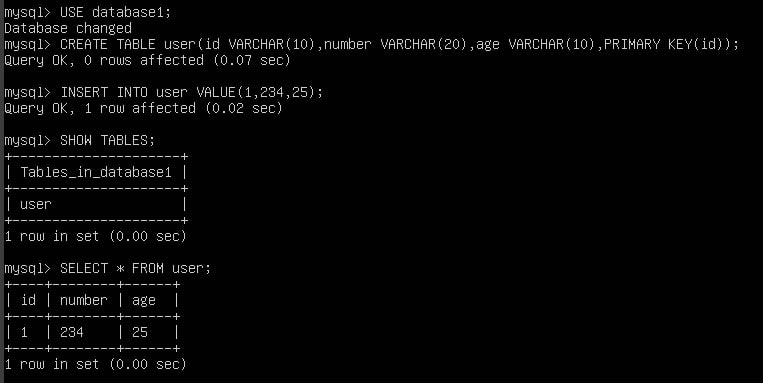 mysql> USE database1;
Database changed
mysql> CREATE TABLE user(id VARCHAR(10),number VARCHAR(20),age VARCHAR(10),PRIMARY KEY(id));
Query OK, 0 rows affected (0.07 sec)
mysql> INSERT INTO user VALUE(1,234,25);
Query OK, 1 row affected (0.02 sec)
mysql> SHOW TABLES;
+---------------------+
| Tables_in_database1 |
+---------------------+
| user                |
+---------------------+
1 row in set (0.00 sec)
mysql> SELECT * FROM user;
+----+--------+------+
| id | number | age  |
+----+--------+------+
| 1  | 234    | 25   |
+----+--------+------+
1 row in set (0.00 sec)